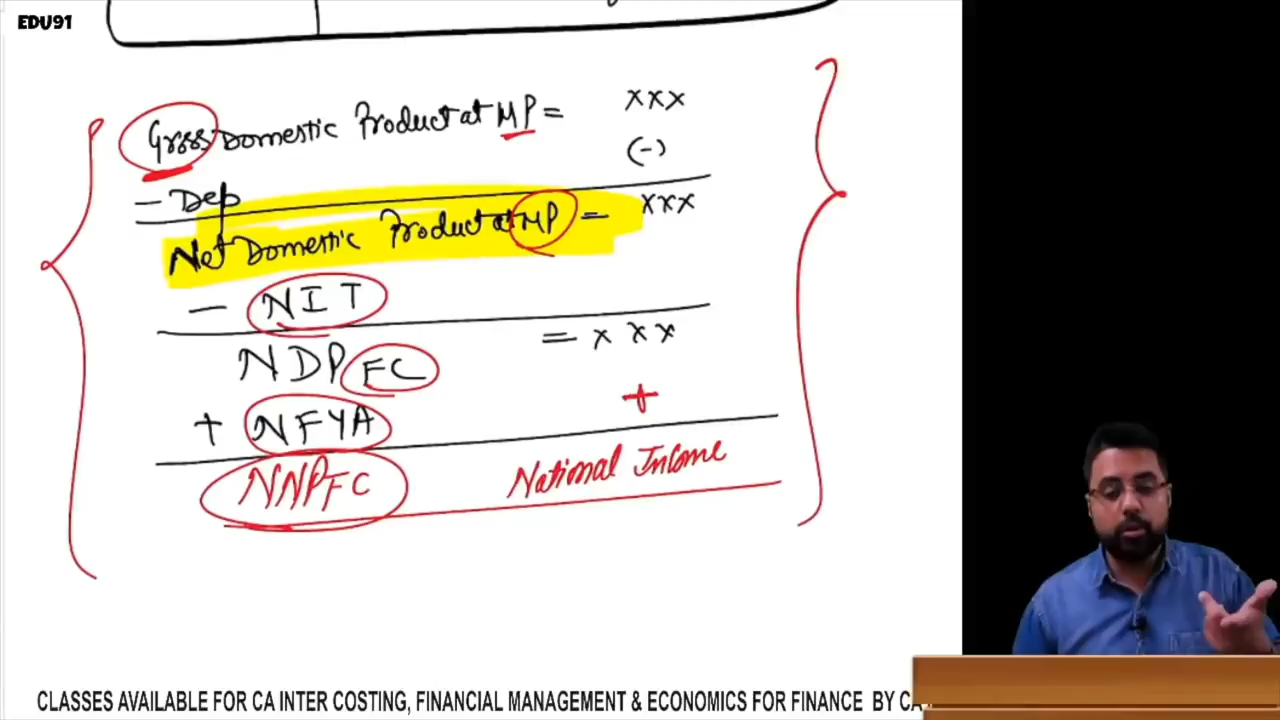 EDU91
Gross Domestic Product at MP = xxx
- Dep (-)
Net Domestic Product at MP = xxx
- NIT
NDP FC = x x x
+ NFYA +
NNPFC National Income
CLASSES AVAILABLE FOR CA INTER COSTING, FINANCIAL MANAGEMENT & ECONOMICS FOR FINANCE BY CA